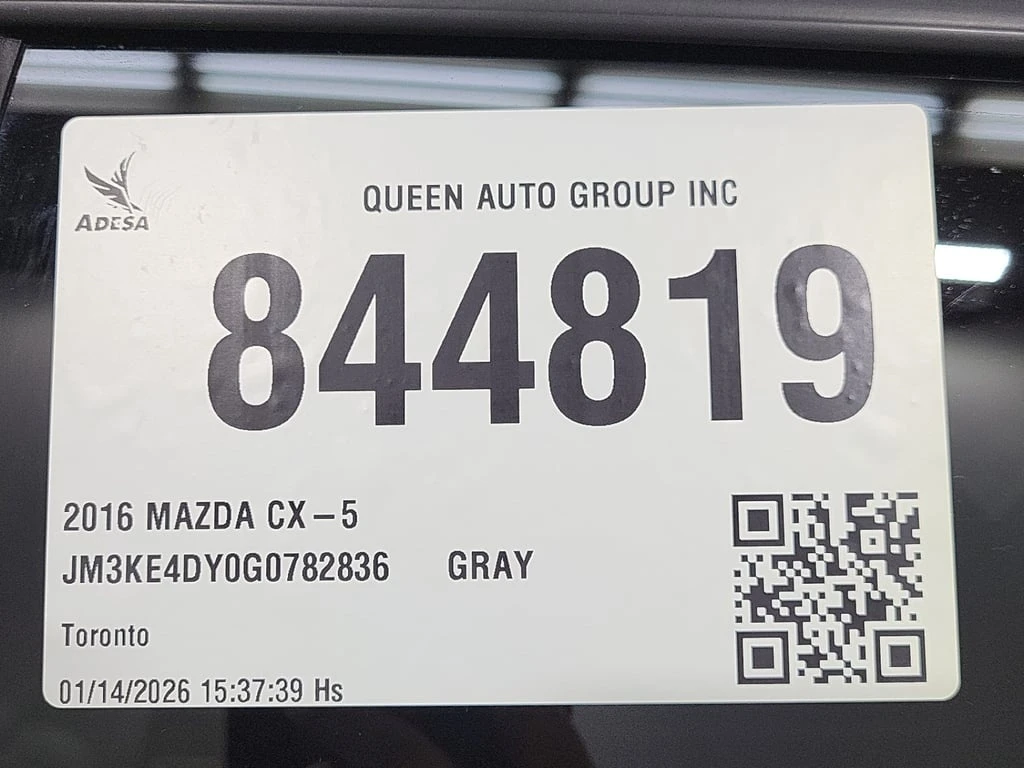 ADESA
QUEEN AUTO GROUP INC
844819
2016 MAZDA CX-5
JM3KE4DY0G0782836 GRAY
Toronto
01/14/2026 15:37:39 Hs